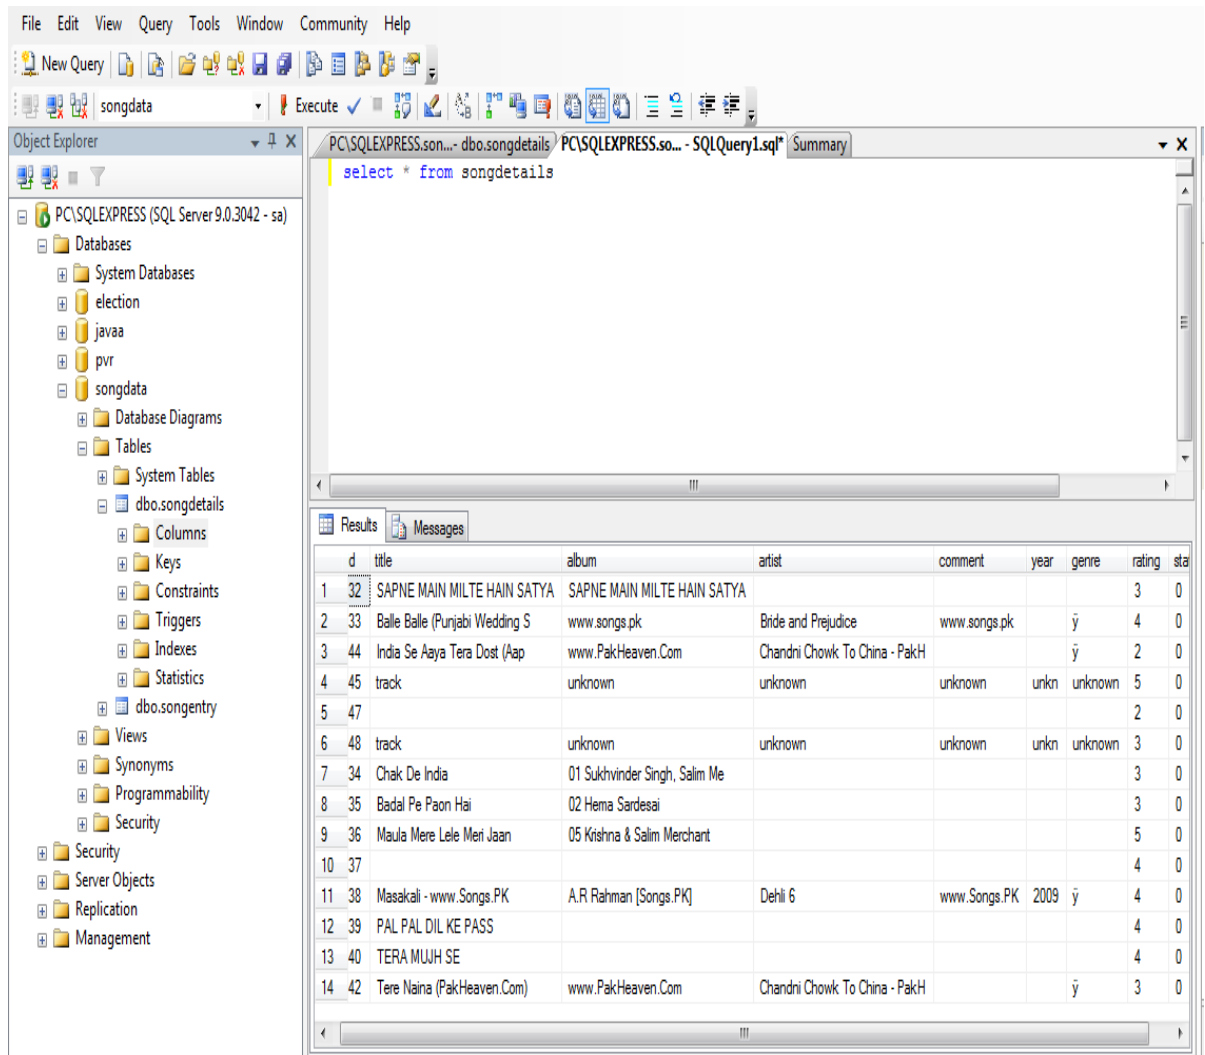 File Edit View Query Tools Window Community Help
New Query
songdata Execute
Object Explorer
PC\SQLEXPRESS (SQL Server 9.0.3042 - sa)
Databases
System Databases
election
javaa
pvr
songdata
Database Diagrams
Tables
System Tables
dbo.songdetails
Columns
Keys
Constraints
Triggers
Indexes
Statistics
dbo.songentry
Views
Synonyms
Programmability
Security
Security
Server Objects
Replication
Management
PC\SQLEXPRESS.son...- dbo.songdetails PC\SQLEXPRESS.so... - SQLQuery1.sql* Summary
select * from songdetails
Results Messages
d title album artist comment year genre rating sta
1 32 SAPNE MAIN MILTE HAIN SATYA SAPNE MAIN MILTE HAIN SATYA 3 0
2 33 Balle Balle (Punjabi Wedding S www.songs.pk Bride and Prejudice www.songs.pk ÿ 4 0
3 44 India Se Aaya Tera Dost (Aap www.PakHeaven.Com Chandni Chowk To China - PakH ÿ 2 0
4 45 track unknown unknown unknown unkn unknown 5 0
5 47 2 0
6 48 track unknown unknown unknown unkn unknown 3 0
7 34 Chak De India 01 Sukhvinder Singh, Salim Me 3 0
8 35 Badal Pe Paon Hai 02 Hema Sardesai 3 0
9 36 Maula Mere Lele Meri Jaan 05 Krishna & Salim Merchant 5 0
10 37 4 0
11 38 Masakali - www.Songs.PK A.R Rahman [Songs.PK] Dehli 6 www.Songs.PK 2009 ÿ 4 0
12 39 PAL PAL DIL KE PASS 4 0
13 40 TERA MUJH SE 4 0
14 42 Tere Naina (PakHeaven.Com) www.PakHeaven.Com Chandni Chowk To China - PakH ÿ 3 0